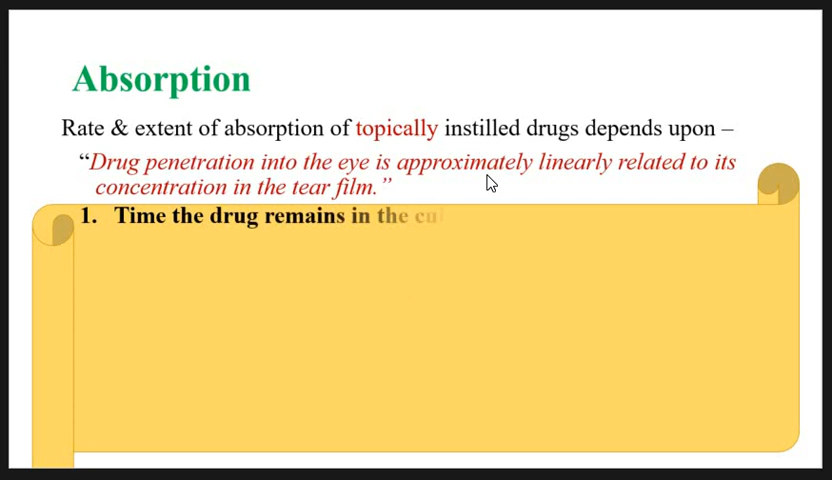 Absorption
Rate & extent of absorption of topically instilled drugs depends upon –
“Drug penetration into the eye is approximately linearly related to its
concentration in the tear film.”
1. Time the drug remains in the